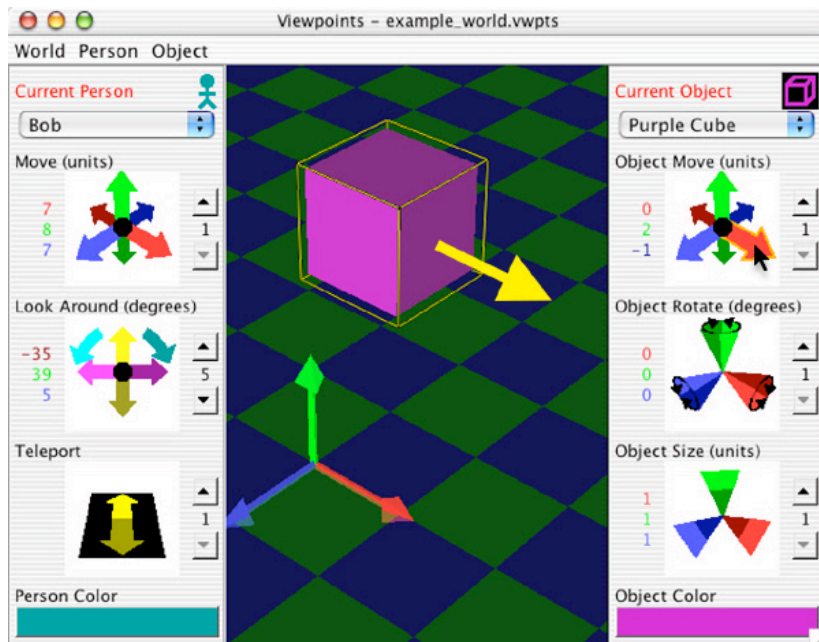 Viewpoints – example_world.vwpts
World Person Object
Current Person
Bob
Move (units)
7
8
7
1
Look Around (degrees)
-35
39
5
5
Teleport
1
Person Color
Current Object
Purple Cube
Object Move (units)
0
2
-1
1
Object Rotate (degrees)
0
0
0
1
Object Size (units)
1
1
1
1
Object Color